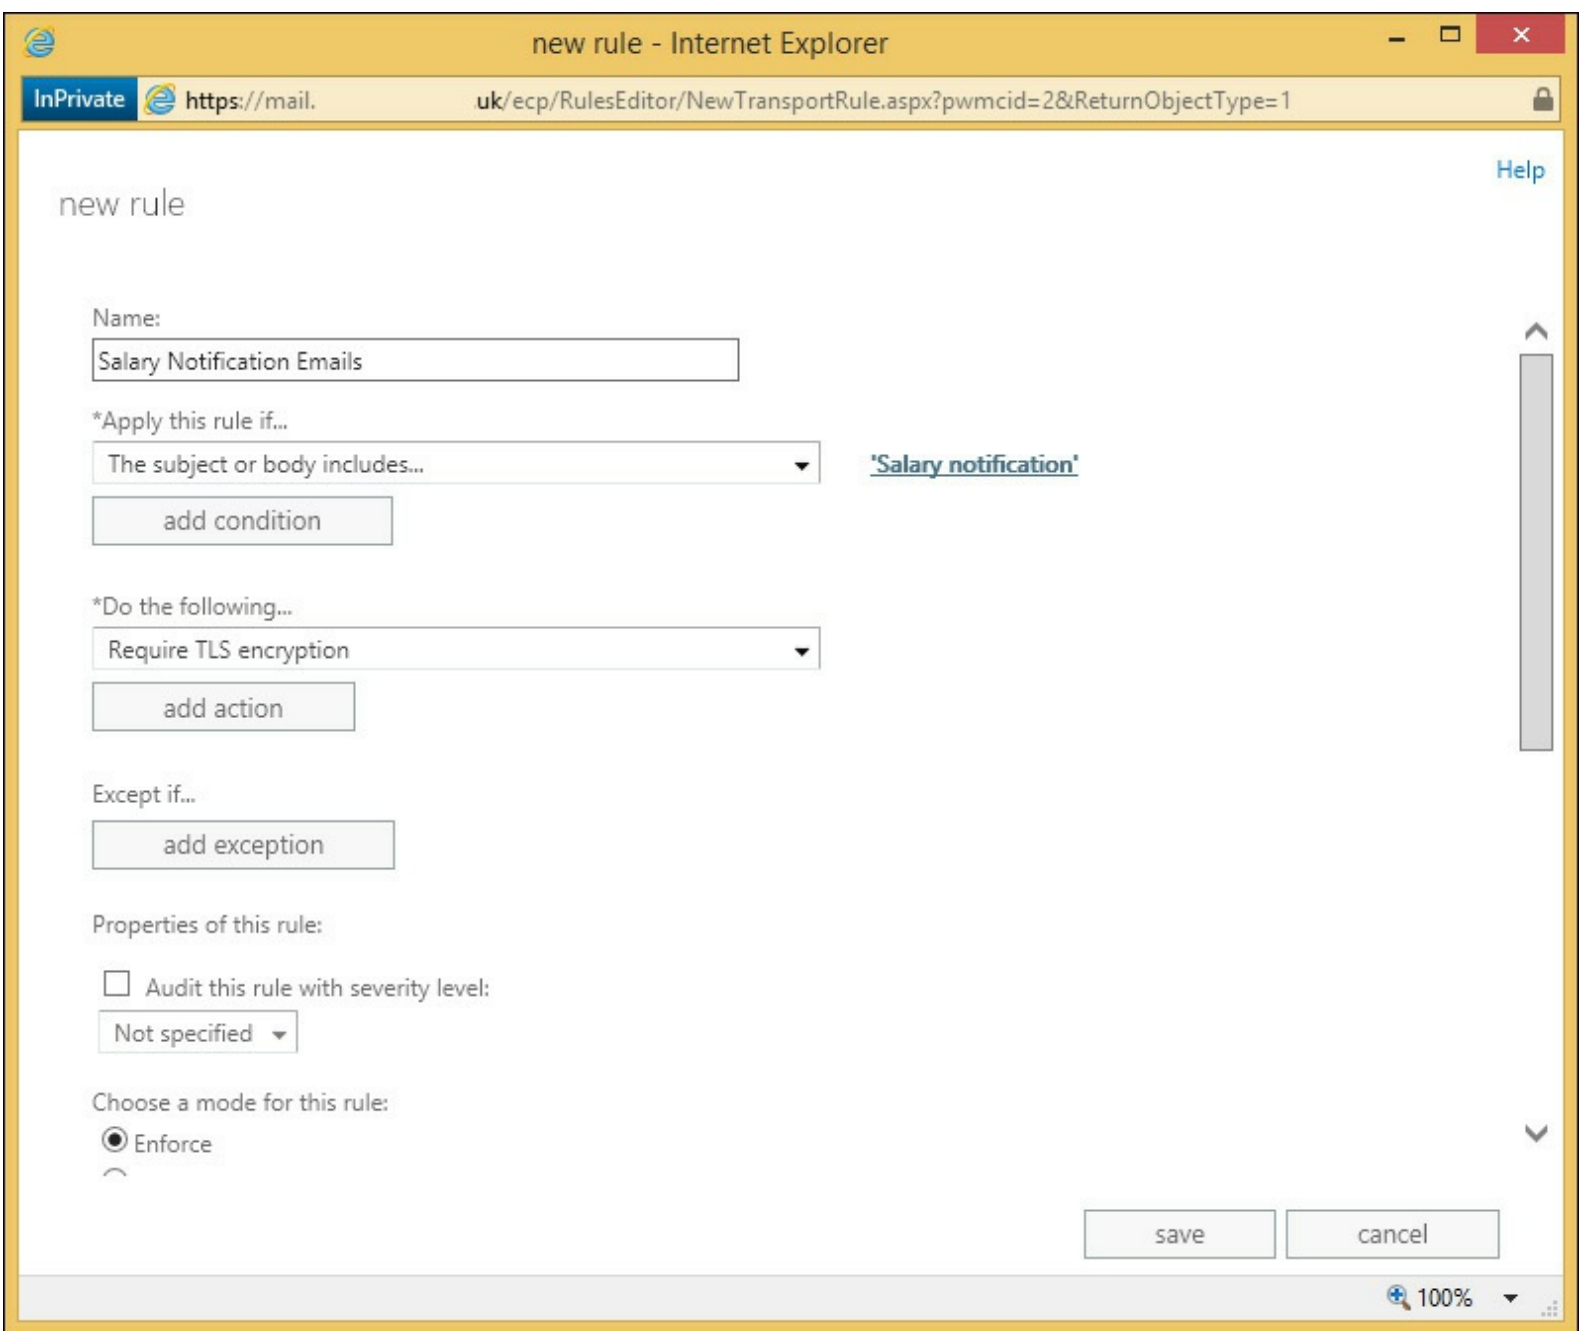 new rule - Internet Explorer
InPrivate https://mail. .uk/ecp/RulesEditor/NewTransportRule.aspx?pwmcid=2&ReturnObjectType=1
Help
new rule
Name:
Salary Notification Emails
*Apply this rule if...
The subject or body includes... 'Salary notification'
add condition
*Do the following...
Require TLS encryption
add action
Except if...
add exception
Properties of this rule:
Audit this rule with severity level:
Not specified
Choose a mode for this rule:
Enforce
save cancel
100%